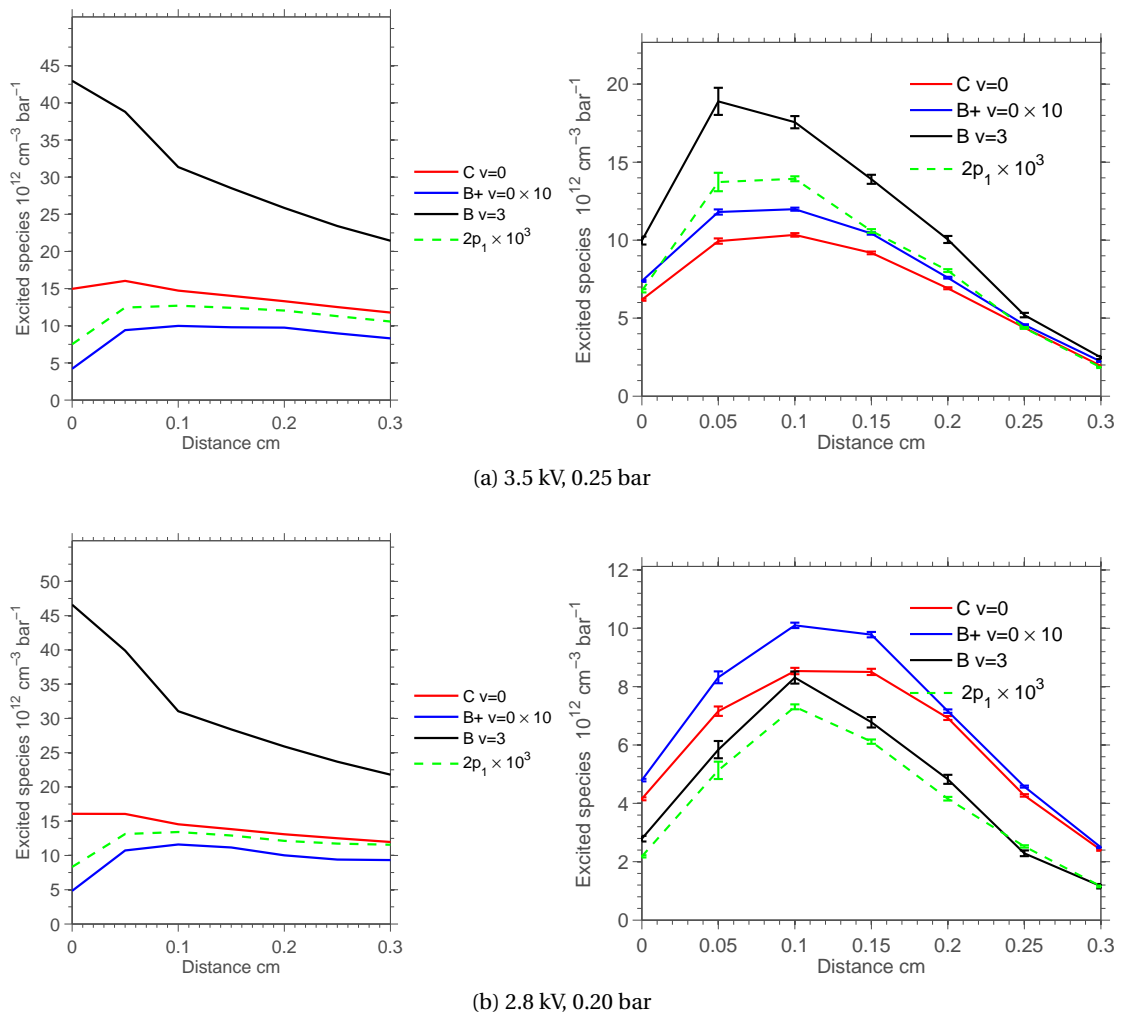 Excited species 10^12 cm^−3 bar^−1
45
40
35
30
25
20
15
10
5
0
0 0.1 0.2 0.3
Distance cm
C v=0
B+ v=0 × 10
B v=3
2p_1 × 10^3
Excited species 10^12 cm^−3 bar^−1
20
15
10
5
0
0 0.05 0.1 0.15 0.2 0.25 0.3
Distance cm
C v=0
B+ v=0 × 10
B v=3
2p_1 × 10^3
(a) 3.5 kV, 0.25 bar
Excited species 10^12 cm^−3 bar^−1
50
45
40
35
30
25
20
15
10
5
0
0 0.1 0.2 0.3
Distance cm
C v=0
B+ v=0 × 10
B v=3
2p_1 × 10^3
Excited species 10^12 cm^−3 bar^−1
12
10
8
6
4
2
0
0 0.05 0.1 0.15 0.2 0.25 0.3
Distance cm
C v=0
B+ v=0 × 10
B v=3
2p_1 × 10^3
(b) 2.8 kV, 0.20 bar